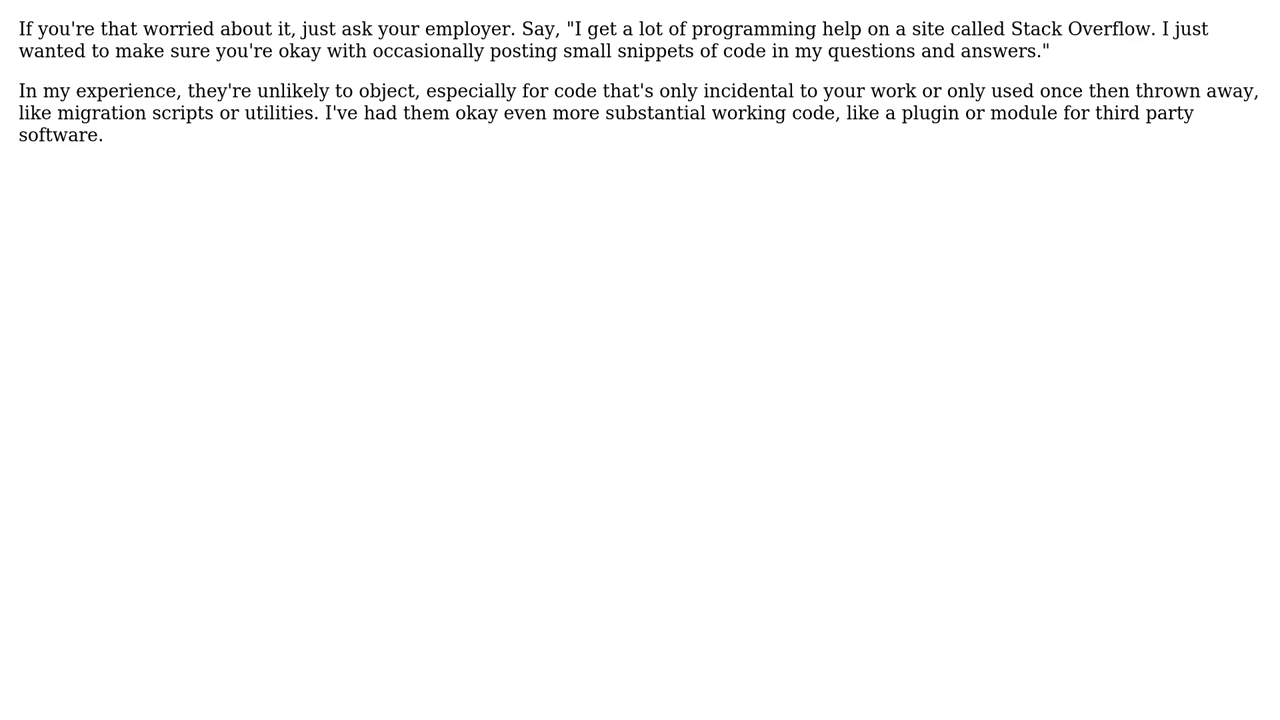 If you're that worried about it, just ask your employer. Say, "I get a lot of programming help on a site called Stack Overflow. I just
wanted to make sure you're okay with occasionally posting small snippets of code in my questions and answers."
In my experience, they're unlikely to object, especially for code that's only incidental to your work or only used once then thrown away,
like migration scripts or utilities. I've had them okay even more substantial working code, like a plugin or module for third party
software.